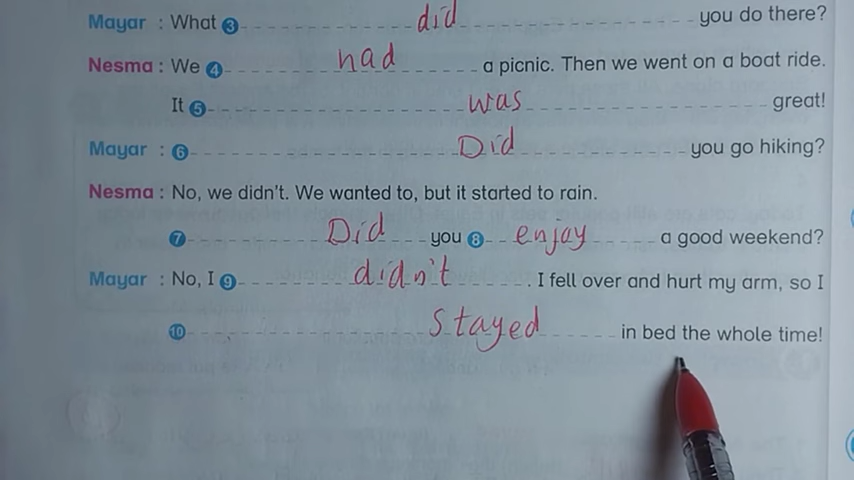 Mayar : What 3 did you do there?
Nesma : We 4 had a picnic. Then we went on a boat ride.
It 5 was great!
Mayar : 6 Did you go hiking?
Nesma : No, we didn't. We wanted to, but it started to rain.
7 Did you 8 enjoy a good weekend?
Mayar : No, I 9 didn't . I fell over and hurt my arm, so I
10 stayed in bed the whole time!